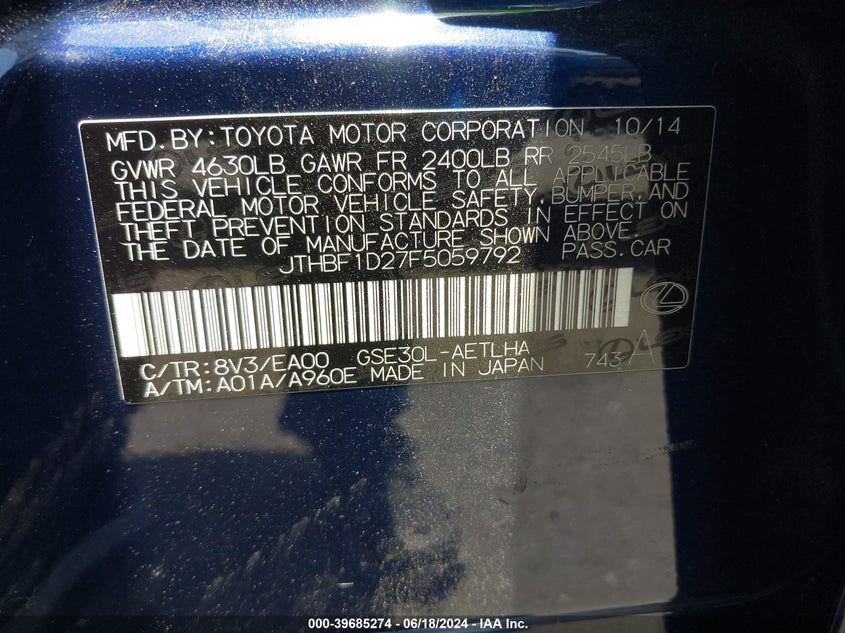 MFD.BY:TOYOTA MOTOR CORPORATION 10/14
GVWR 4630LB GAWR FR 2400LB RR 2545LB
THIS VEHICLE CONFORMS TO ALL APPLICABLE
FEDERAL MOTOR VEHICLE SAFETY,BUMPER,AND
THEFT PREVENTION STANDARDS IN EFFECT ON
THE DATE OF MANUFACTURE SHOWN ABOVE.
JTHBF1D27F5059792 PASS.CAR
C/TR:8V3/EA00 GSE30L-AETLHA 743 A
A/TM:A01A/A960E MADE IN JAPAN
000-39685274 - 06/18/2024 - IAA Inc.